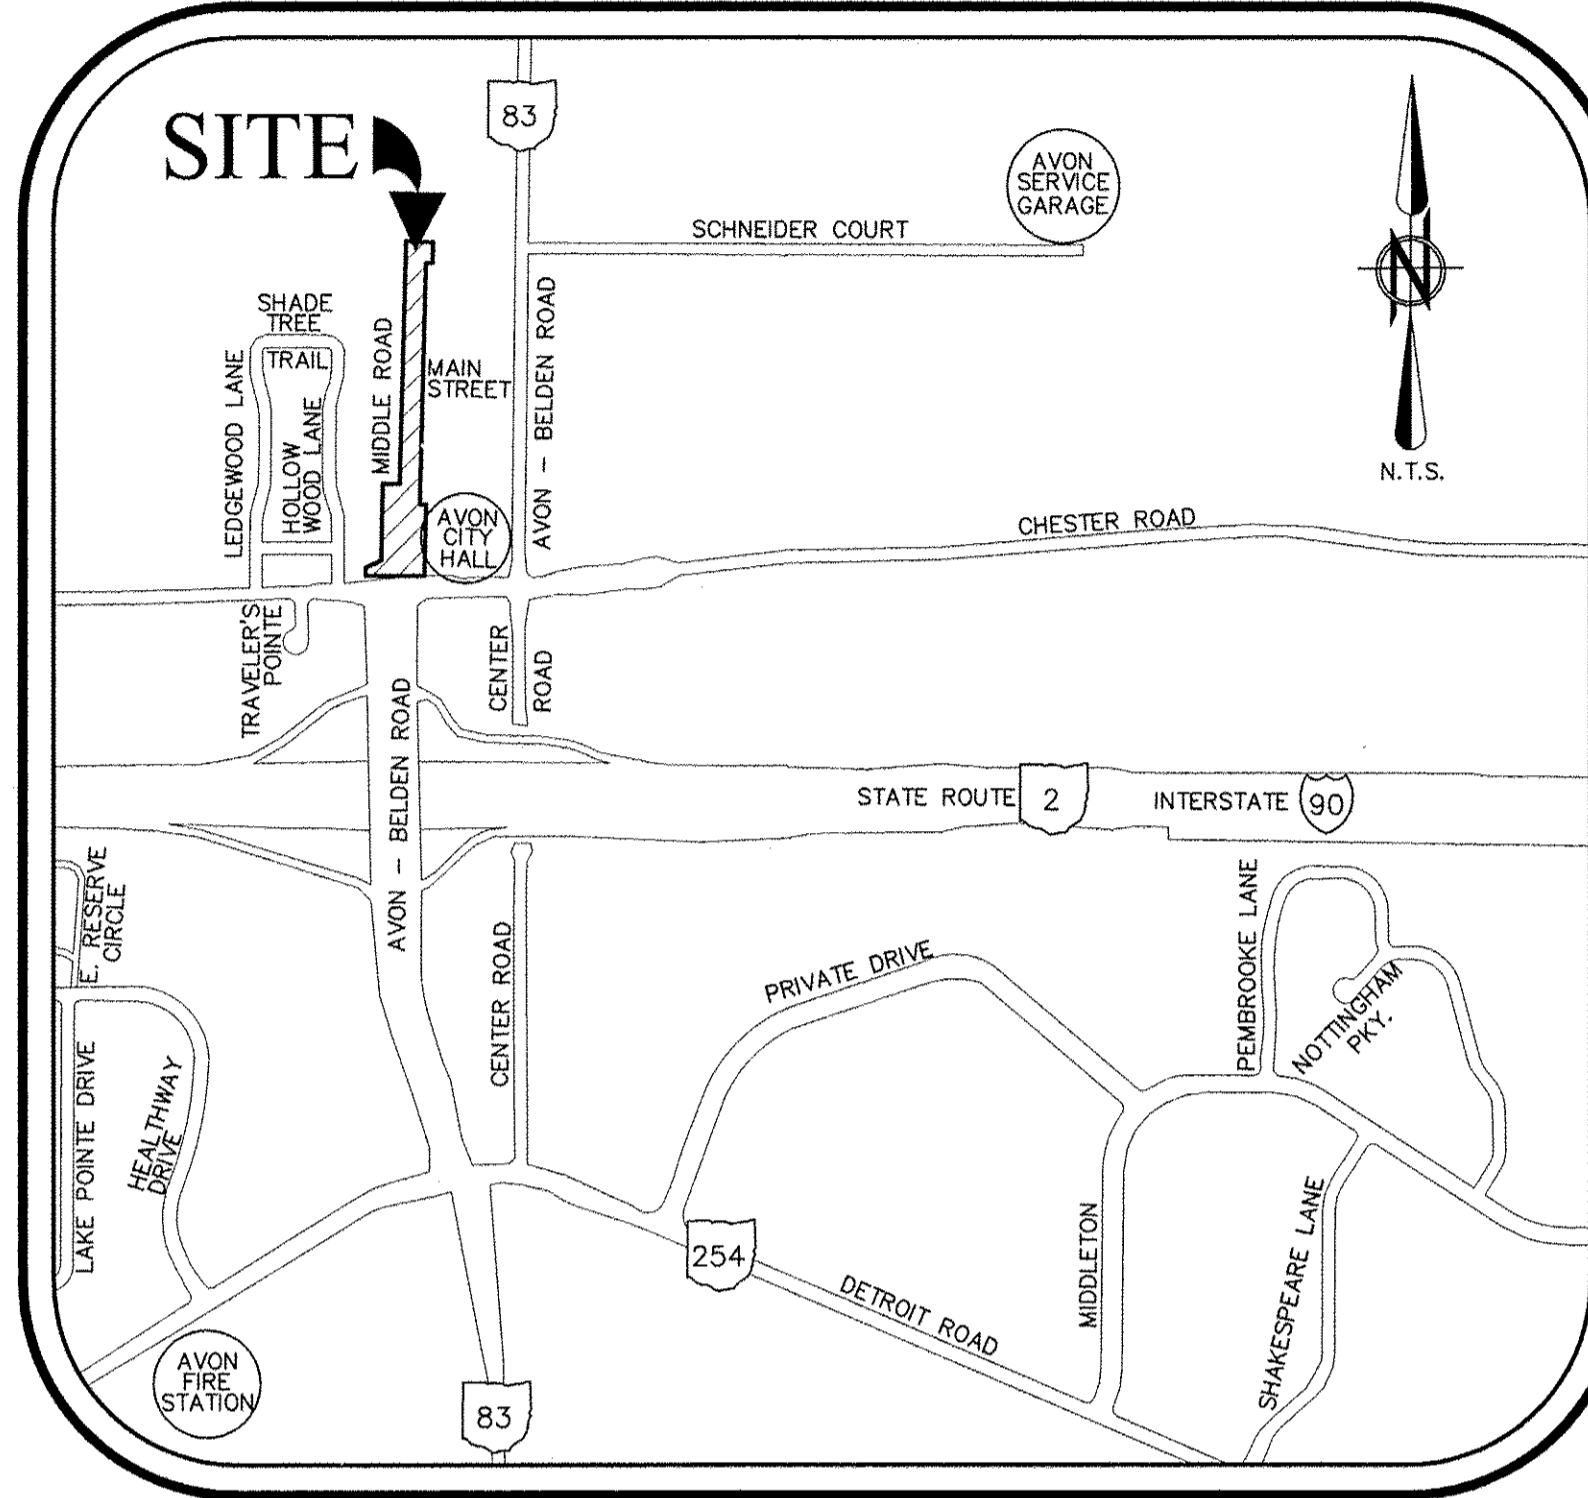 SITE
83
AVON
SERVICE
GARAGE
SCHNEIDER COURT
N
N.T.S.
SHADE
TREE
TRAIL
LEDGEWOOD LANE
HOLLOW
WOOD LANE
MIDDLE ROAD
MAIN
STREET
AVON - BELDEN ROAD
AVON
CITY
HALL
CHESTER ROAD
TRAVELER'S
POINTE
CENTER
ROAD
AVON - BELDEN ROAD
STATE ROUTE 2
INTERSTATE 90
E. RESERVE
CIRCLE
CENTER ROAD
PRIVATE DRIVE
PEMBROOKE LANE
NOTTINGHAM
PKY.
LAKE POINTE DRIVE
HEALTHWAY
DRIVE
254
DETROIT ROAD
MIDDLETON
SHAKESPEARE LANE
AVON
FIRE
STATION
83